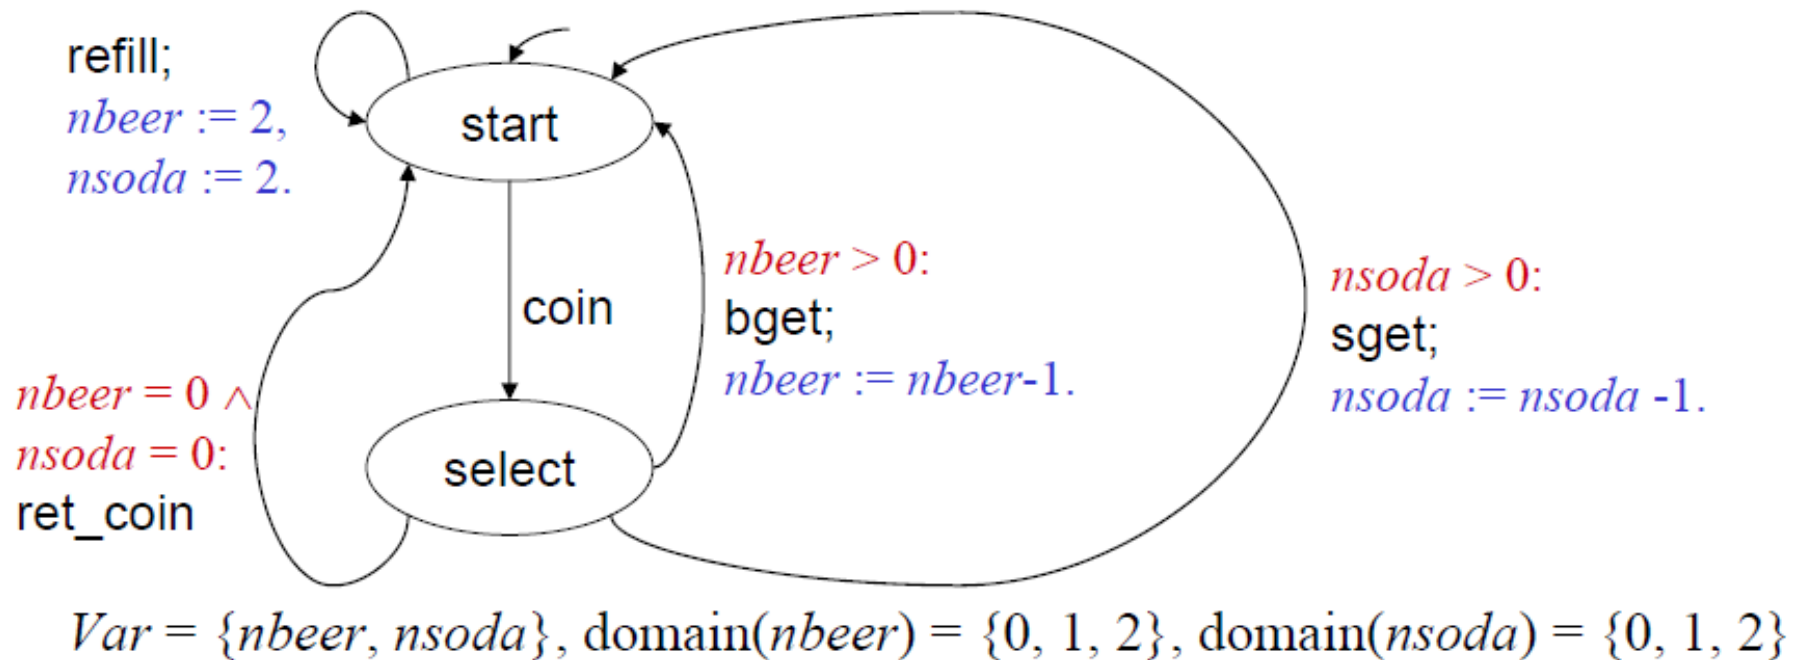 refill;
nbeer := 2,
nsoda := 2.
start
coin
nbeer > 0:
bget;
nbeer := nbeer-1.
nsoda > 0:
sget;
nsoda := nsoda -1.
nbeer = 0 ∧
nsoda = 0:
ret_coin
select
Var = {nbeer, nsoda}, domain(nbeer) = {0, 1, 2}, domain(nsoda) = {0, 1, 2}